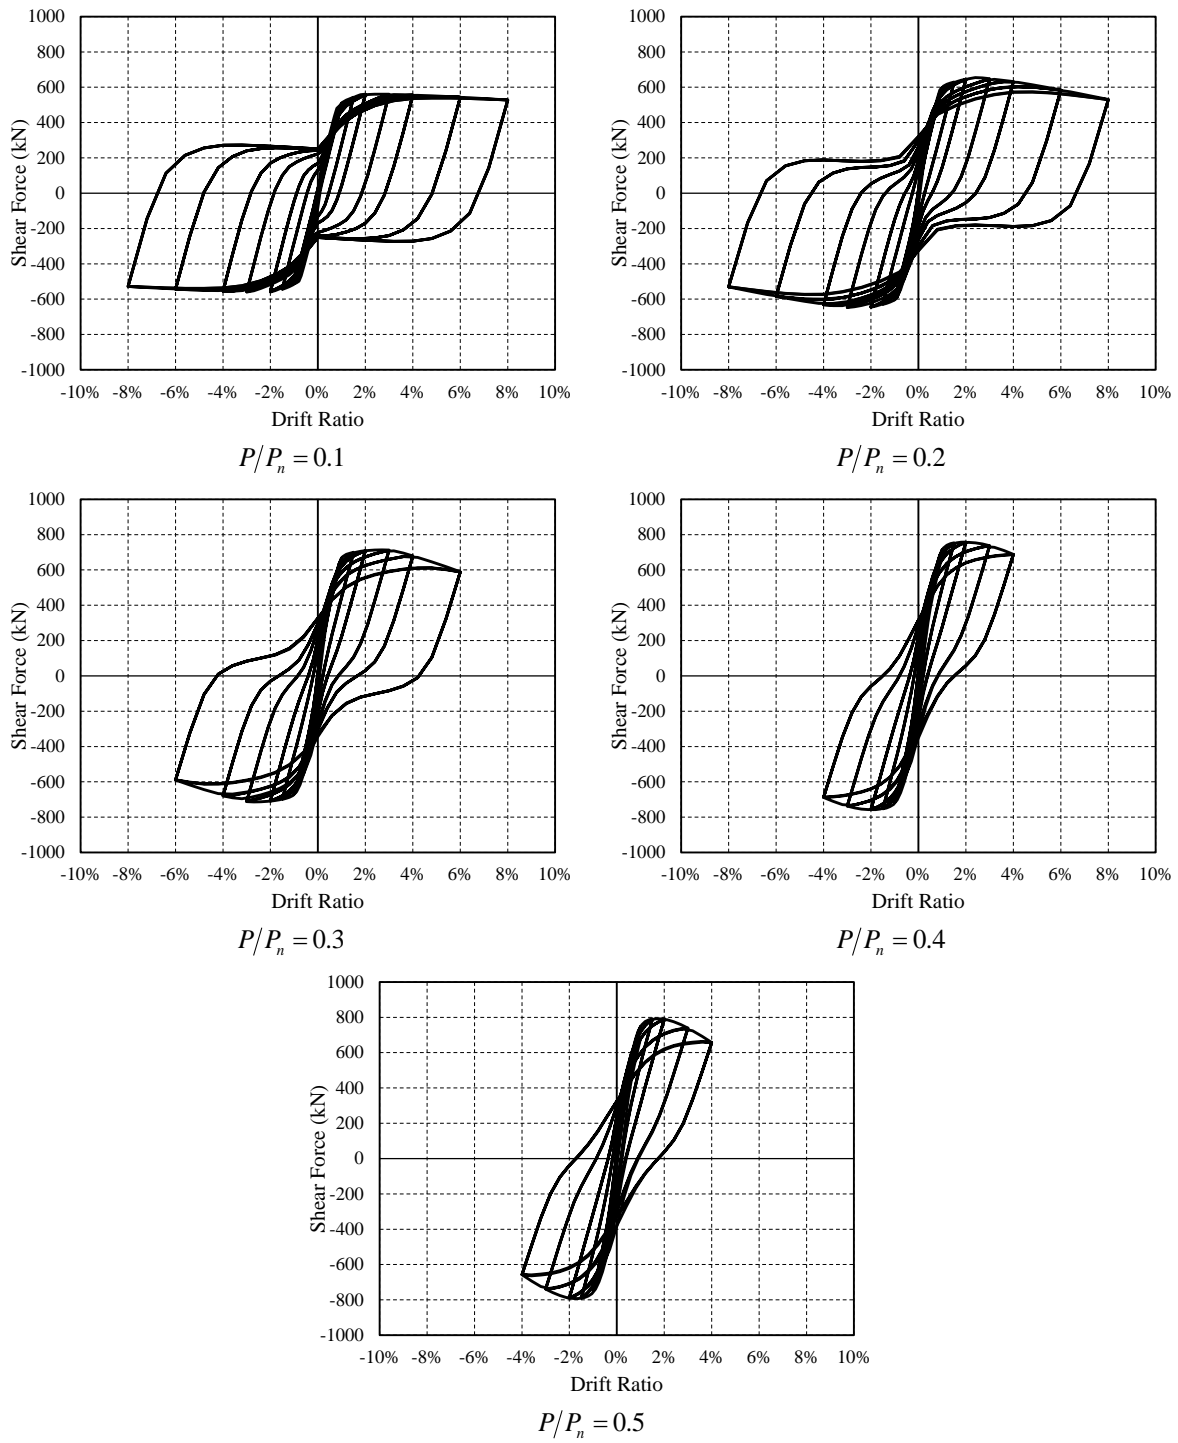 1000
800
600
400
200
0
-200
-400
-600
-800
-1000
Shear Force (kN)
-10% -8% -6% -4% -2% 0% 2% 4% 6% 8% 10%
Drift Ratio
P/Pn = 0.1
1000
800
600
400
200
0
-200
-400
-600
-800
-1000
Shear Force (kN)
-10% -8% -6% -4% -2% 0% 2% 4% 6% 8% 10%
Drift Ratio
P/Pn = 0.2
1000
800
600
400
200
0
-200
-400
-600
-800
-1000
Shear Force (kN)
-10% -8% -6% -4% -2% 0% 2% 4% 6% 8% 10%
Drift Ratio
P/Pn = 0.3
1000
800
600
400
200
0
-200
-400
-600
-800
-1000
Shear Force (kN)
-10% -8% -6% -4% -2% 0% 2% 4% 6% 8% 10%
Drift Ratio
P/Pn = 0.4
1000
800
600
400
200
0
-200
-400
-600
-800
-1000
Shear Force (kN)
-10% -8% -6% -4% -2% 0% 2% 4% 6% 8% 10%
Drift Ratio
P/Pn = 0.5